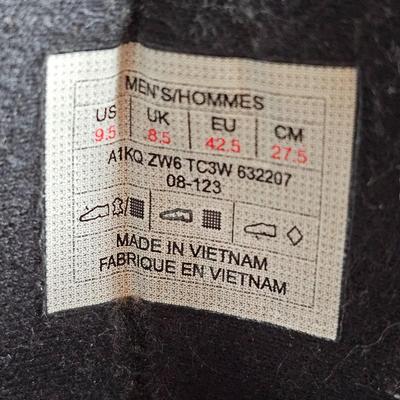 MEN'S/HOMMES
US UK EU CM
9.5 8.5 42.5 27.5
A1KQ ZW6 TC3W 632207
08-123
MADE IN VIETNAM
FABRIQUE EN VIETNAM